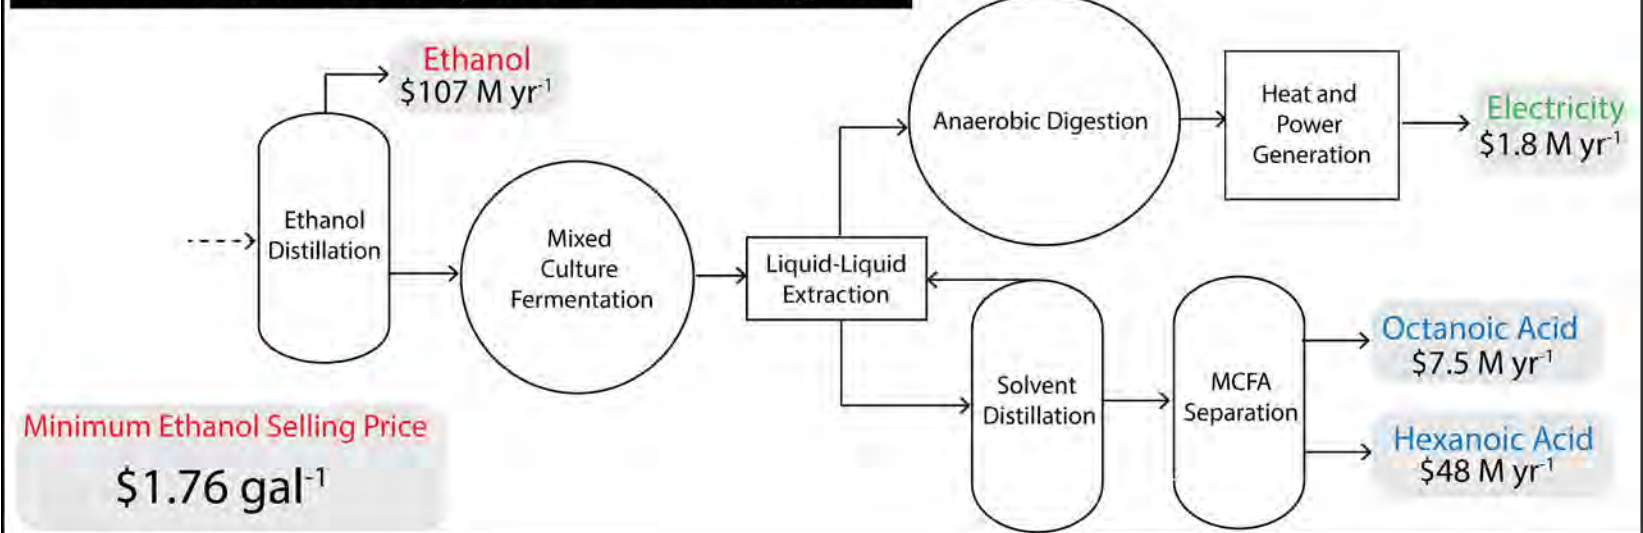 Ethanol
$107 M yr-1
Ethanol
Distillation
Mixed
Culture
Fermentation
Liquid-Liquid
Extraction
Anaerobic Digestion
Heat and
Power
Generation
Electricity
$1.8 M yr-1
Solvent
Distillation
MCFA
Separation
Octanoic Acid
$7.5 M yr-1
Hexanoic Acid
$48 M yr-1
Minimum Ethanol Selling Price
$1.76 gal-1